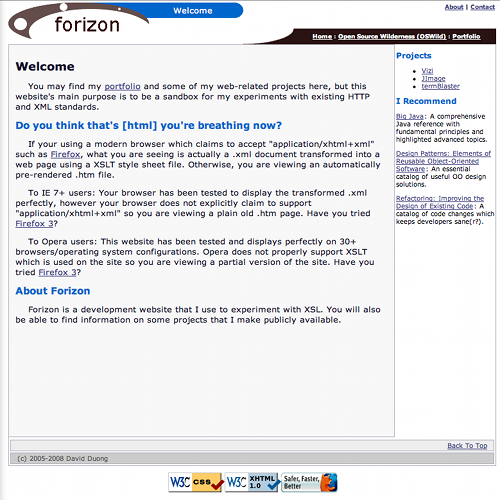 Welcome
About | Contact
forizon
Home : Open Source Wilderness (OSWild) : Portfolio
Welcome
You may find my portfolio and some of my web-related projects here, but this
website's main purpose is to be a sandbox for my experiments with existing HTTP
and XML standards.
Do you think that's [html] you're breathing now?
If your using a modern browser which claims to accept "application/xhtml+xml"
such as Firefox, what you are seeing is actually a .xml document transformed into a
web page using a XSLT style sheet file. Otherwise, you are viewing an automatically
pre-rendered .htm file.
To IE 7+ users: Your browser has been tested to display the transformed .xml
perfectly, however your browser does not explicitly claim to support
"application/xhtml+xml" so you are viewing a plain old .htm page. Have you tried
Firefox 3?
To Opera users: This website has been tested and displays perfectly on 30+
browsers/operating system configurations. Opera does not properly support XSLT
which is used on the site so you are viewing a partial version of the site. Have you
tried Firefox 3?
About Forizon
Forizon is a development website that I use to experiment with XSL. You will also
be able to find information on some projects that I make publicly available.
Projects
Vizi
JImage
termBlaster
I Recommend
Big Java : A comprehensive
Java reference with
fundamental principles and
highlighted advanced topics.
Design Patterns: Elements of
Reusable Object-Oriented
Software : An essential
catalog of useful OO design
solutions.
Refactoring: Improving the
Design of Existing Code : A
catalog of code changes which
keeps developers sane(r?).
Back To Top
(c) 2005-2008 David Duong
W3C CSS
W3C XHTML 1.0
Safer, Faster,
Better